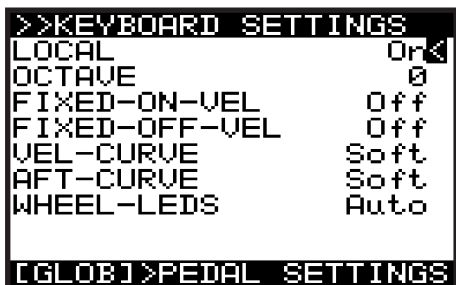 >>KEYBOARD SETTINGS
LOCAL On<
OCTAVE 0
FIXED-ON-VEL Off
FIXED-OFF-VEL Off
VEL-CURVE Soft
AFT-CURVE Soft
WHEEL-LEDS Auto
[GLOB]>PEDAL SETTINGS